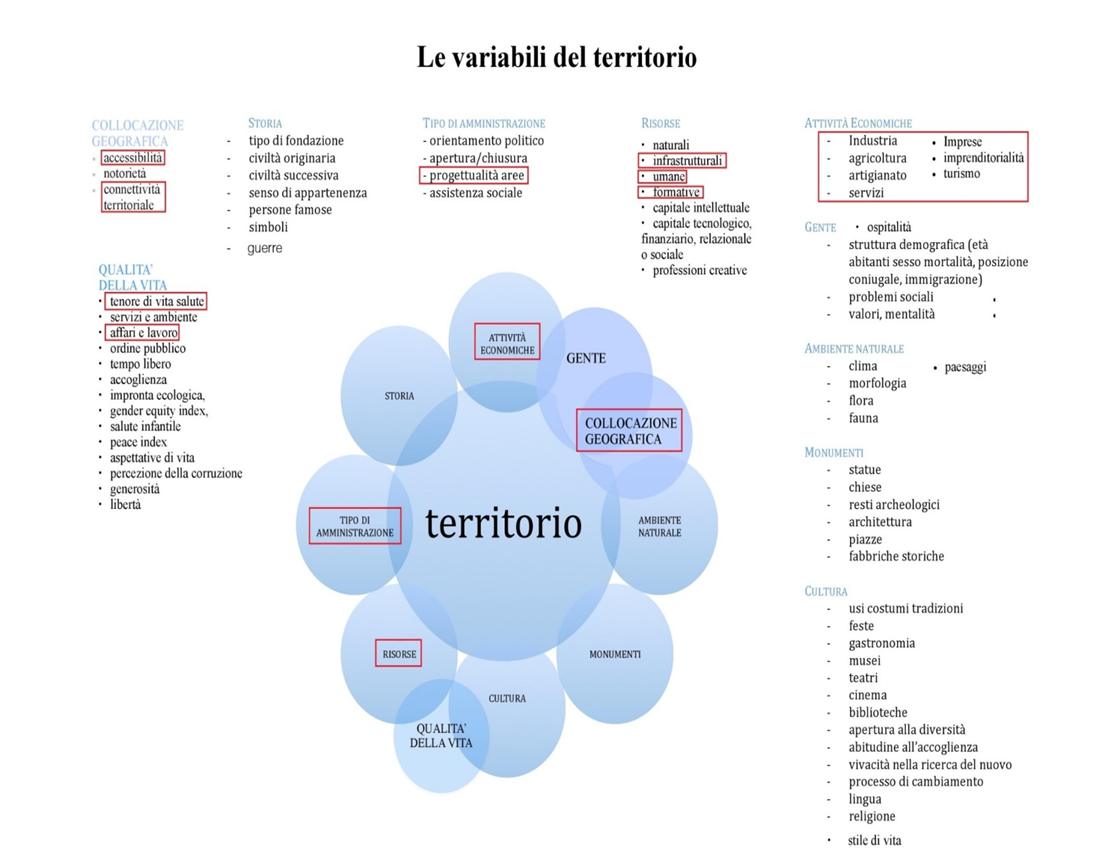 Le variabili del territorio
COLLOCAZIONE
GEOGRAFICA
• accessibilità
• notorietà
• connettività
territoriale
STORIA
- tipo di fondazione
- civiltà originaria
- civiltà successiva
- senso di appartenenza
- persone famose
- simboli
- guerre
TIPO DI AMMINISTRAZIONE
- orientamento politico
- apertura/chiusura
- progettualità aree
- assistenza sociale
RISORSE
• naturali
• infrastrutturali
• umane
• formative
• capitale intellettuale
• capitale tecnologico,
finanziario, relazionale
o sociale
• professioni creative
ATTIVITÀ ECONOMICHE
- Industria
- agricoltura
- artigianato
- servizi
• Imprese
• imprenditorialità
• turismo
GENTE • ospitalità
- struttura demografica (età
abitanti sesso mortalità, posizione
coniugale, immigrazione)
- problemi sociali
- valori, mentalità
AMBIENTE NATURALE
- clima • paesaggi
- morfologia
- flora
- fauna
MONUMENTI
- statue
- chiese
- resti archeologici
- architettura
- piazze
- fabbriche storiche
CULTURA
- usi costumi tradizioni
- feste
- gastronomia
- musei
- teatri
- cinema
- biblioteche
- apertura alla diversità
- abitudine all'accoglienza
- vivacità nella ricerca del nuovo
- processo di cambiamento
- lingua
- religione
• stile di vita
QUALITA'
DELLA VITA
• tenore di vita salute
• servizi e ambiente
• affari e lavoro
• ordine pubblico
• tempo libero
• accoglienza
• impronta ecologica,
• gender equity index,
• salute infantile
• peace index
• aspettative di vita
• percezione della corruzione
• generosità
• libertà
ATTIVITÀ
ECONOMICHE
GENTE
COLLOCAZIONE
GEOGRAFICA
STORIA
TIPO DI
AMMINISTRAZIONE
territorio
AMBIENTE
NATURALE
RISORSE
MONUMENTI
CULTURA
QUALITA'
DELLA VITA